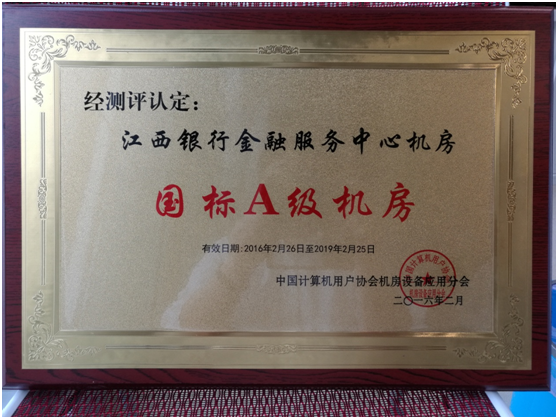 经测评认定：
江西银行金融服务中心机房
国标A级机房
有效日期:2016年2月26日至2019年2月25日
中国计算机用户协会机房设备应用分会
二〇一六年二月